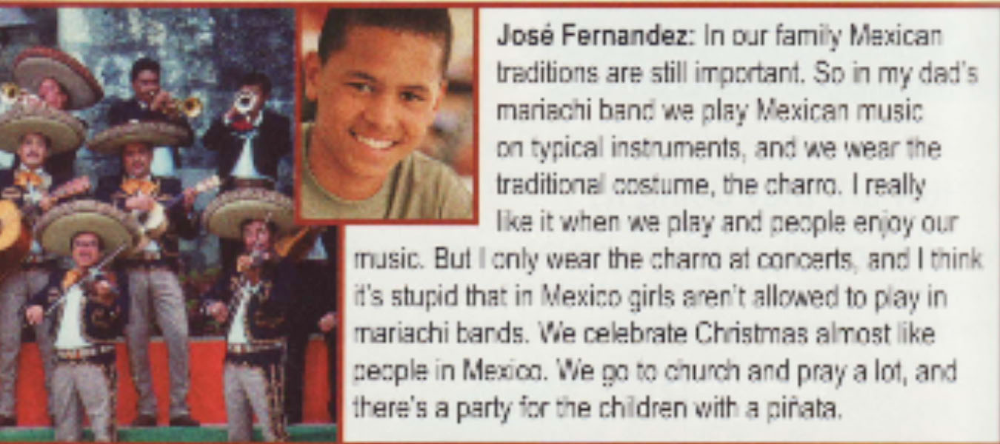 José Fernandez: In our family Mexican
traditions are still important. So in my dad's
mariachi band we play Mexican music
on typical instruments, and we wear the
traditional costume, the charro. I really
like it when we play and people enjoy our
music. But I only wear the charro at concerts, and I think
it's stupid that in Mexico girls aren't allowed to play in
mariachi bands. We celebrate Christmas almost like
people in Mexico. We go to church and pray a lot, and
there's a party for the children with a piñata.